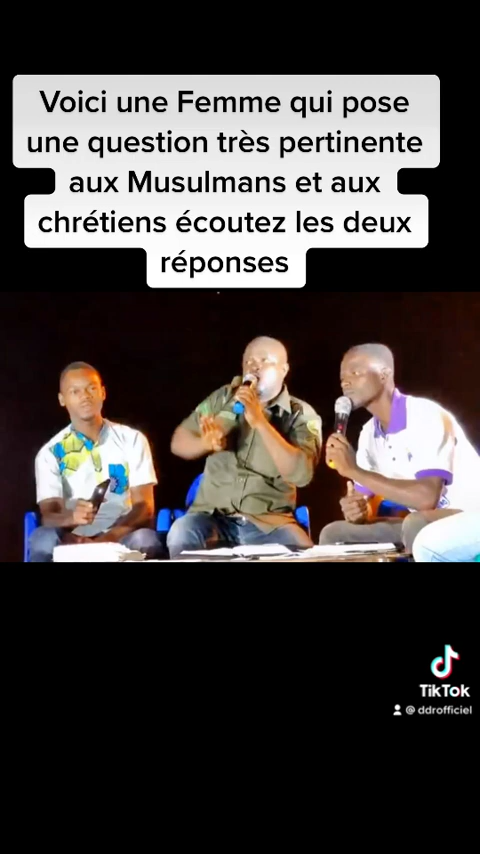 Voici une Femme qui pose
une question très pertinente
aux Musulmans et aux
chrétiens écoutez les deux
réponses
TikTok
@ ddrofficiel